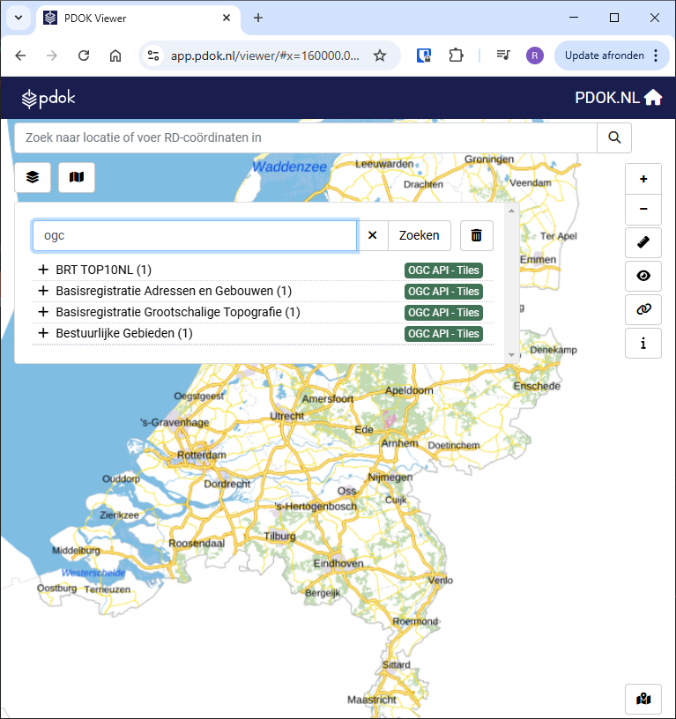 PDOK Viewer
app.pdok.nl/viewer/#x=160000.0...
R
Update afronden
pdok
PDOK.NL
Zoek naar locatie of voer RD-coördinaten in
Waddenzee
Leeuwarden
Groningen
Drachten
Veendam
Ter Apel
Emmen
ogc
Zoeken
BRT TOP10NL (1) OGC API - Tiles
Basisregistratie Adressen en Gebouwen (1) OGC API - Tiles
Basisregistratie Grootschalige Topografie (1) OGC API - Tiles
Bestuurlijke Gebieden (1) OGC API - Tiles
Denekamp
Enschede
Oegstgeest
Amersfoort
Apeldoorn
's-Gravenhage
Utrecht
Ede
Arnhem
Doetinchem
Rotterdam
Nijmegen
Ouddorp
Dordrecht
Oss
Cuijk
's-Hertogenbosch
Zierikzee
Tilburg
Middelburg
Roosendaal
Eindhoven
Westerschelde
Oostburg
Terneuzen
Venlo
Bergeijk
Roermond
Sittard
Maastricht